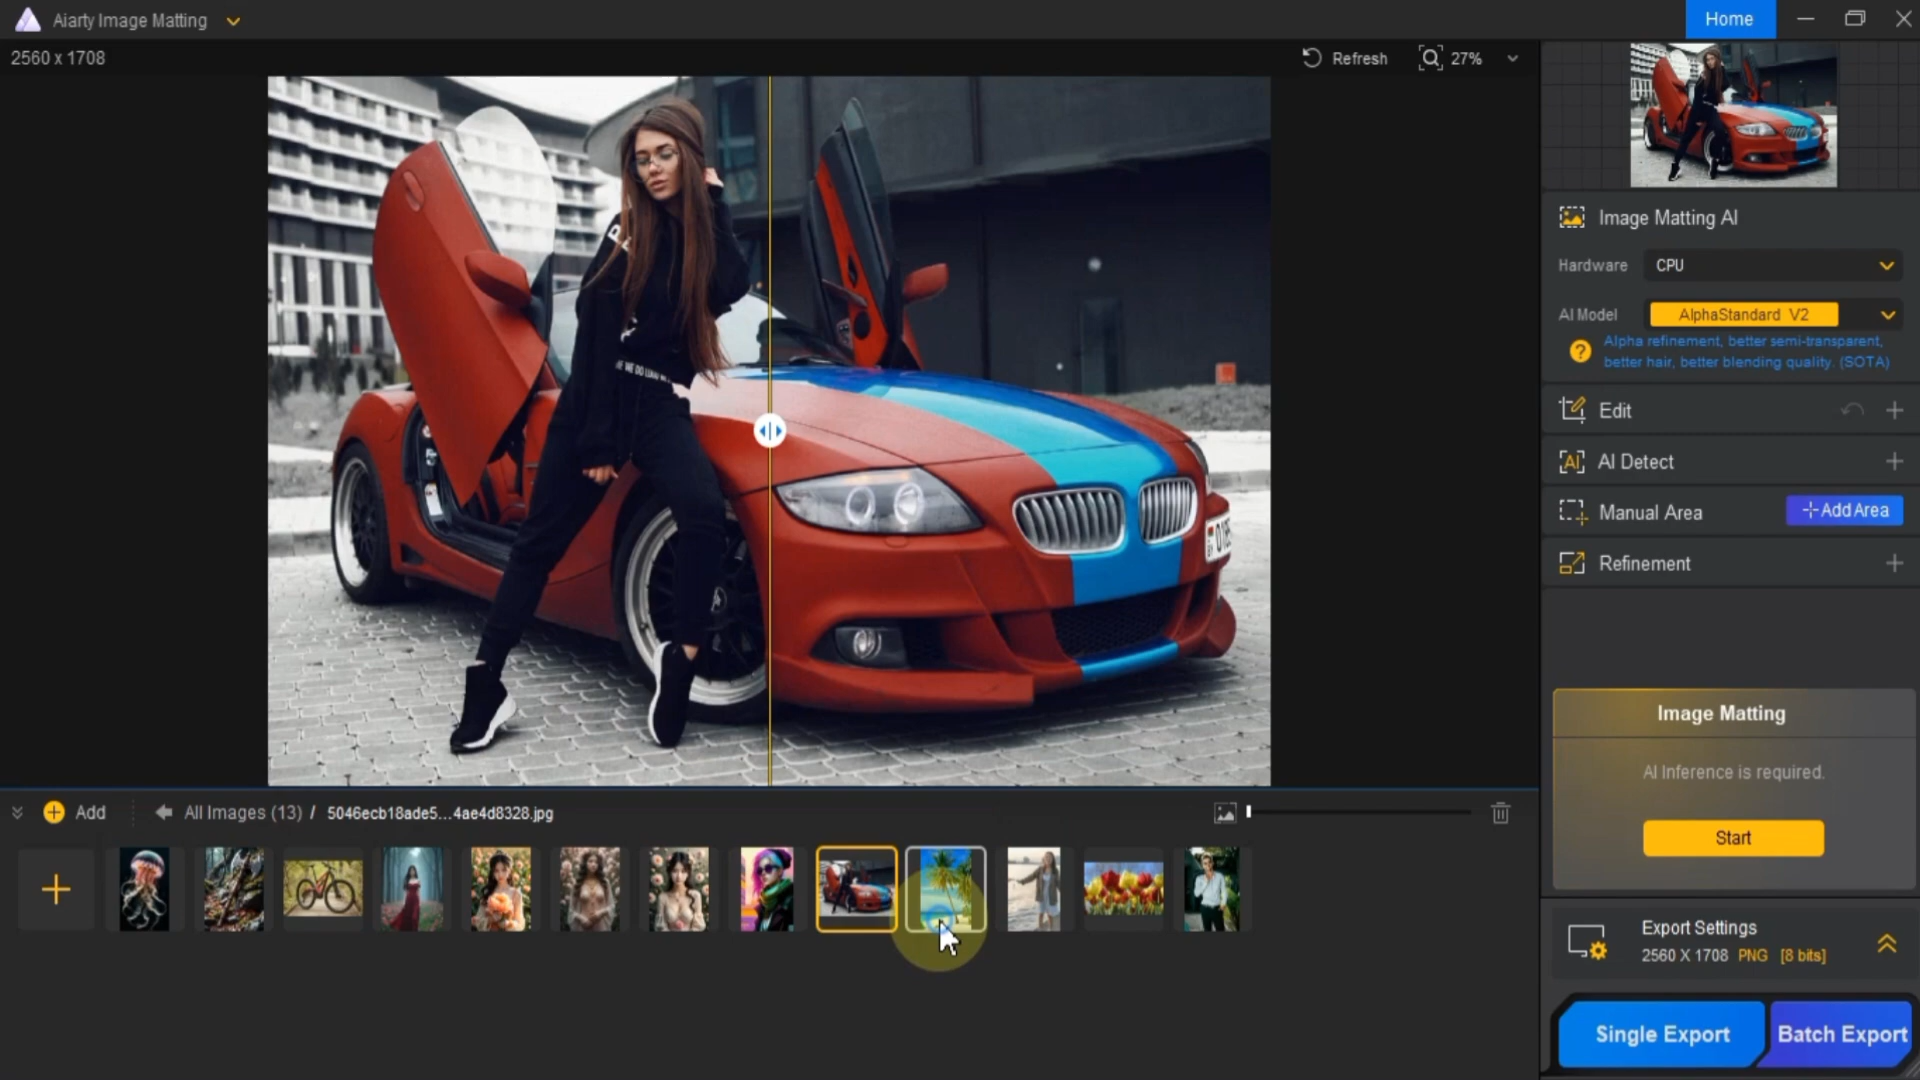 Aiarty Image Matting
Home
2560 x 1708
Refresh
27%
Image Matting AI
Hardware
CPU
AI Model
AlphaStandard V2
Alpha refinement, better semi-transparent,
better hair, better blending quality. (SOTA)
Edit
AI Detect
Manual Area
Add Area
Refinement
Image Matting
AI Inference is required.
Start
Add
All Images (13) / 5046ecb18ade5...4ae4d8328.jpg
Export Settings
2560 X 1708 PNG [8 bits]
Single Export
Batch Export